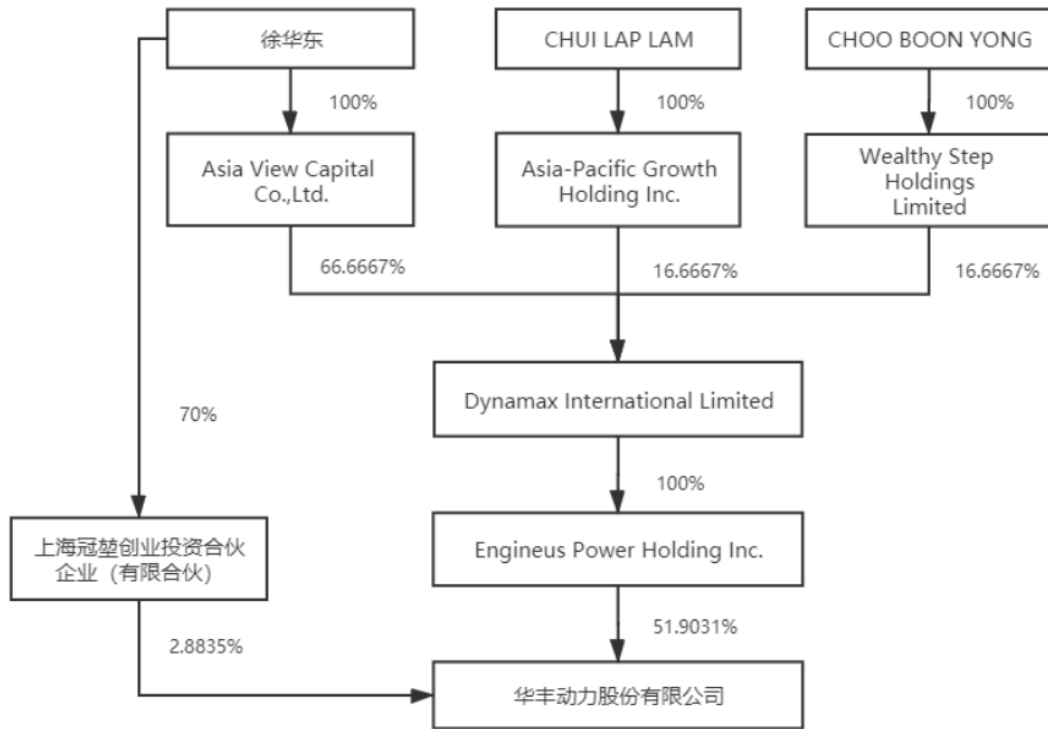 徐华东
CHUI LAP LAM
CHOO BOON YONG
100%
100%
100%
Asia View Capital
Co.,Ltd.
Asia-Pacific Growth
Holding Inc.
Wealthy Step
Holdings
Limited
66.6667%
16.6667%
16.6667%
Dynamax International Limited
70%
100%
上海冠堃创业投资合伙
企业（有限合伙）
Engineus Power Holding Inc.
2.8835%
51.9031%
华丰动力股份有限公司